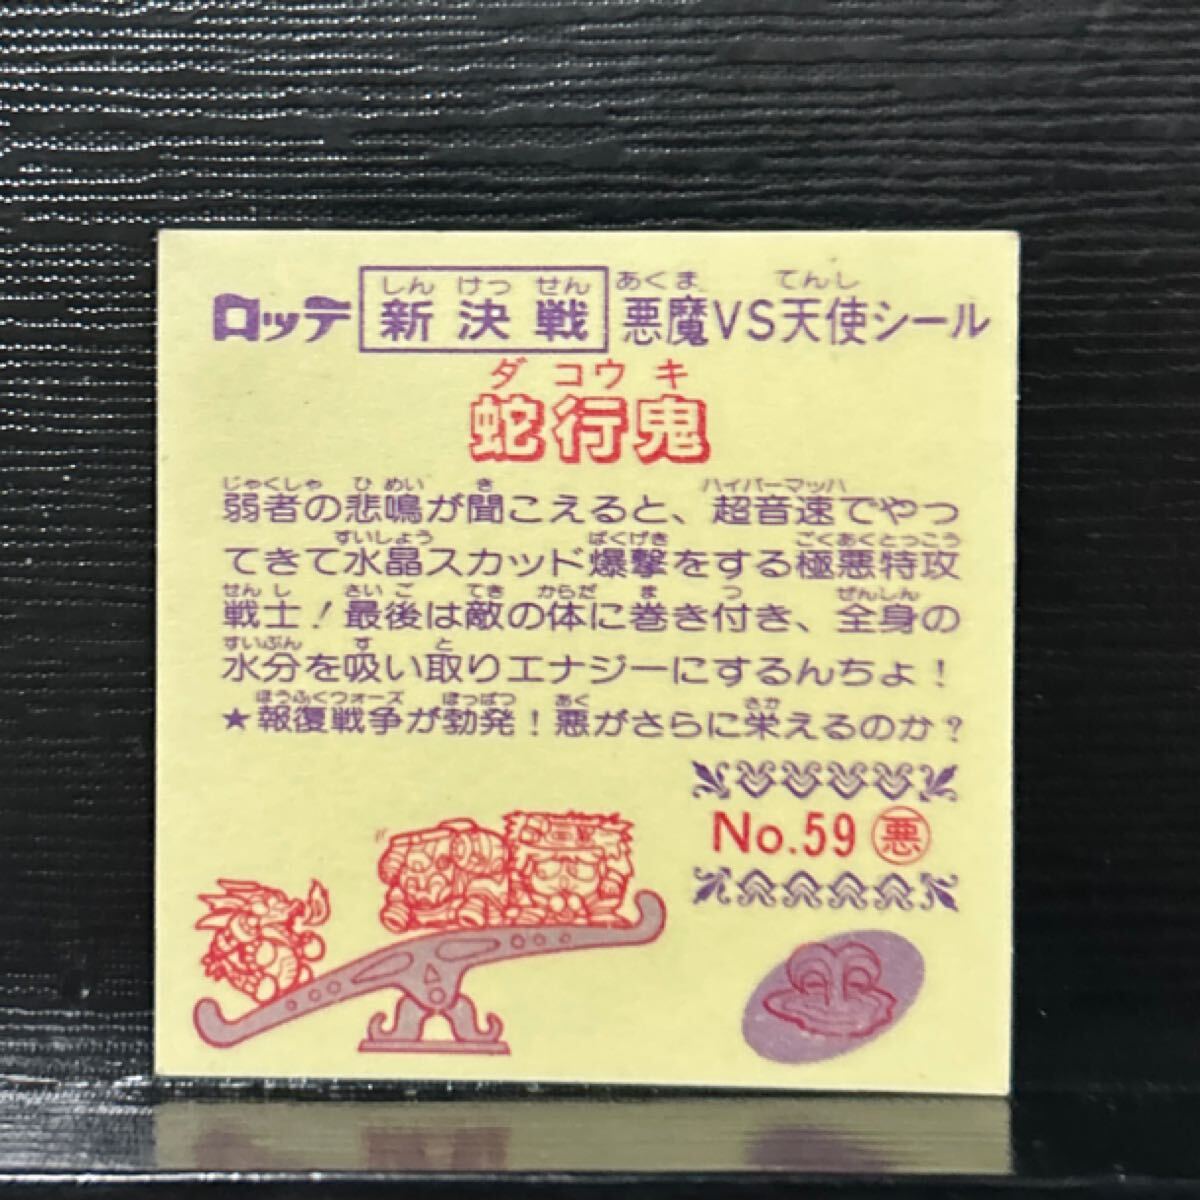 しんけっせん あくま てんし
ロッテ 新決戦 悪魔VS天使シール
ダコウキ
蛇行鬼
じゃくしゃ ひめい き ハイパーマッハ
弱者の悲鳴が聞こえると、超音速でやっ
すいしょう ばくげき ごくあくとっこう
てきて水晶スカッド爆撃をする極悪特攻
せんし さいご てき からだ ま つ ぜんしん
戦士!最後は敵の体に巻き付き、全身の
すいぶん す と
水分を吸い取りエナジーにするんちょ!
ほうふくウォーズ ぼっぱつ あく さか
★報復戦争が勃発!悪がさらに栄えるのか?
No.59 悪